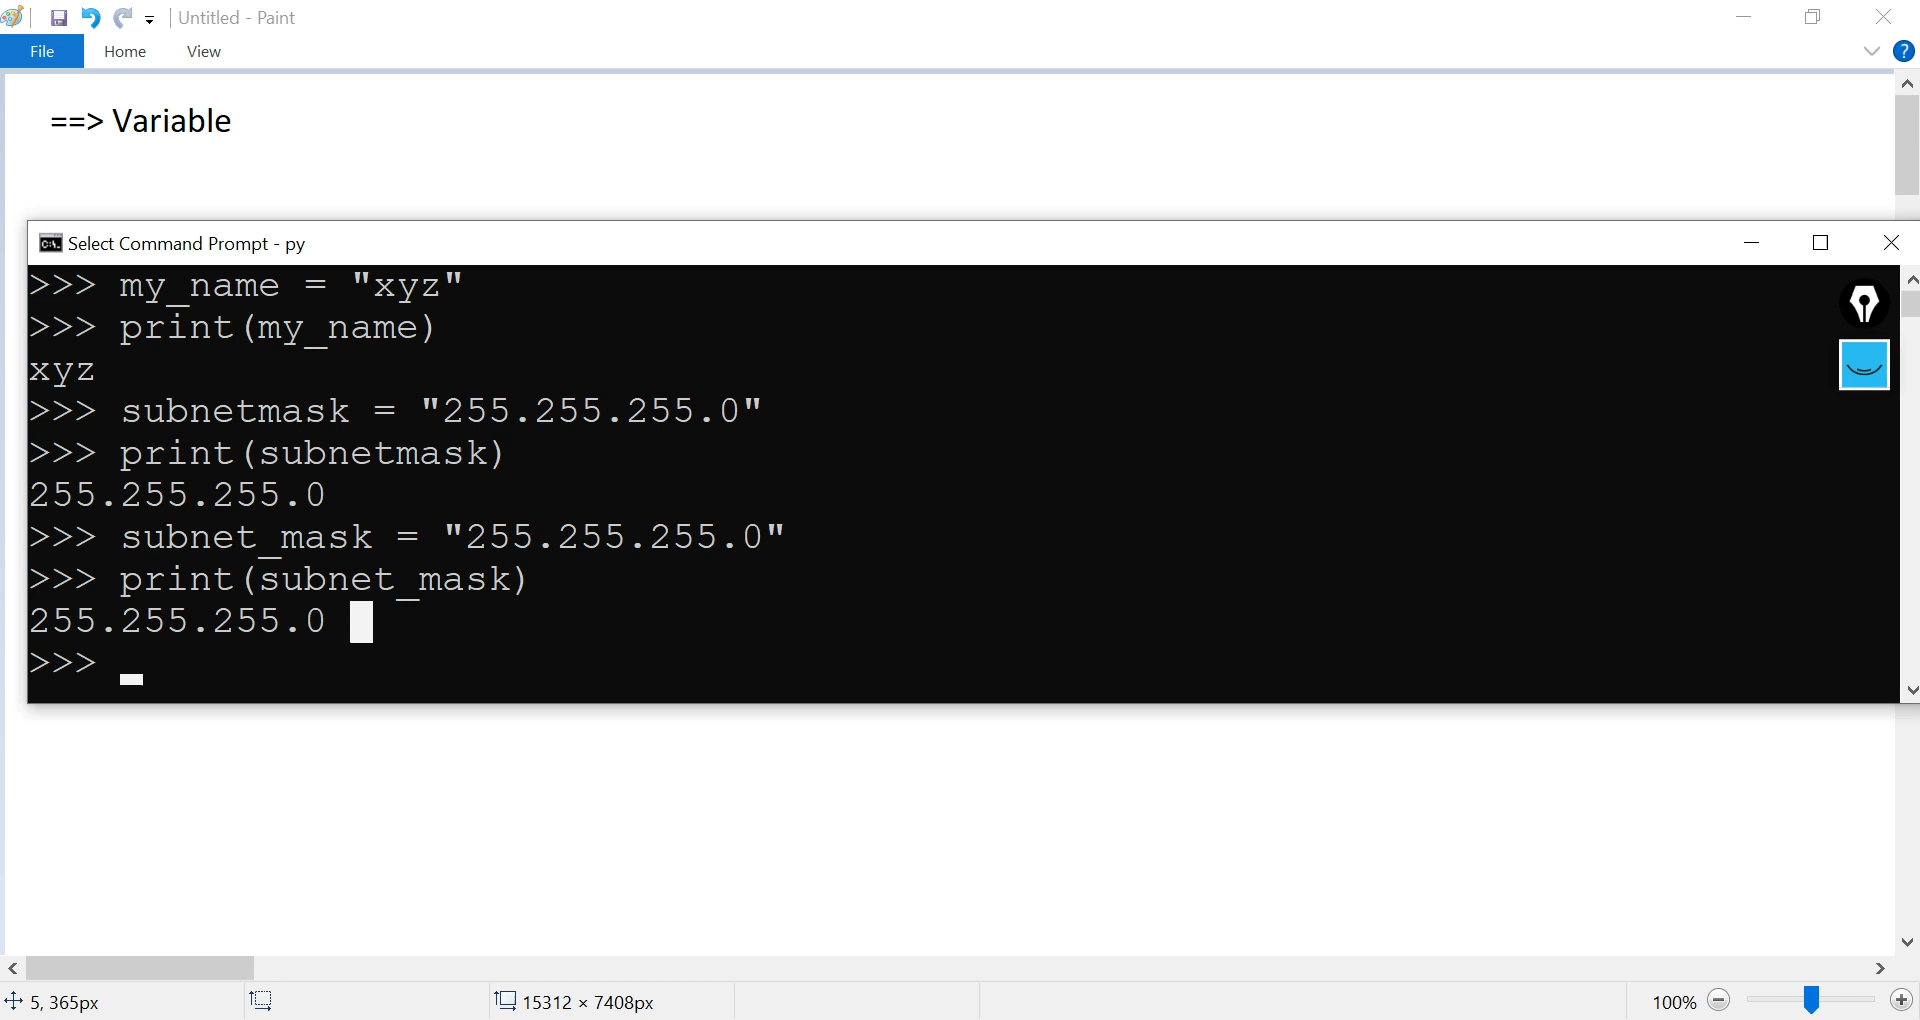 Untitled - Paint
File Home View
?
==> Variable
C:\. Select Command Prompt - py
>>> my_name = "xyz"
>>> print(my_name)
xyz
>>> subnetmask = "255.255.255.0"
>>> print(subnetmask)
255.255.255.0
>>> subnet_mask = "255.255.255.0"
>>> print(subnet_mask)
255.255.255.0
>>> _
5, 365px
15312 × 7408px
100%